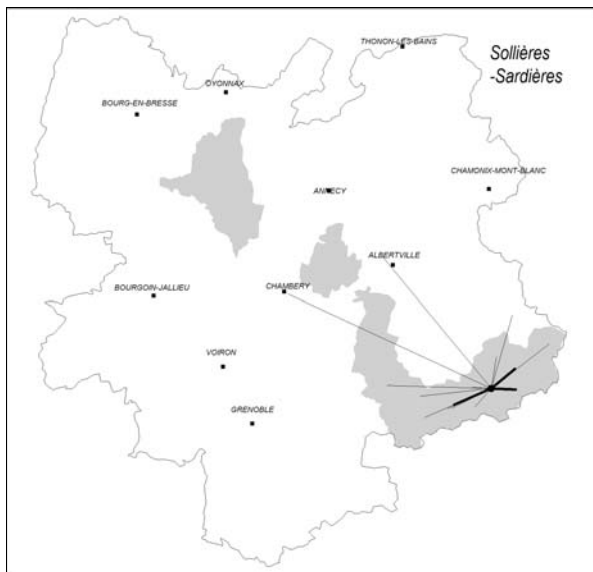 THONON-LES-BAINS
Sollières
-Sardières
OYONNAX
BOURG-EN-BRESSE
CHAMONIX-MONT-BLANC
ANNECY
ALBERTVILLE
CHAMBERY
BOURGOIN-JALLIEU
VOIRON
GRENOBLE